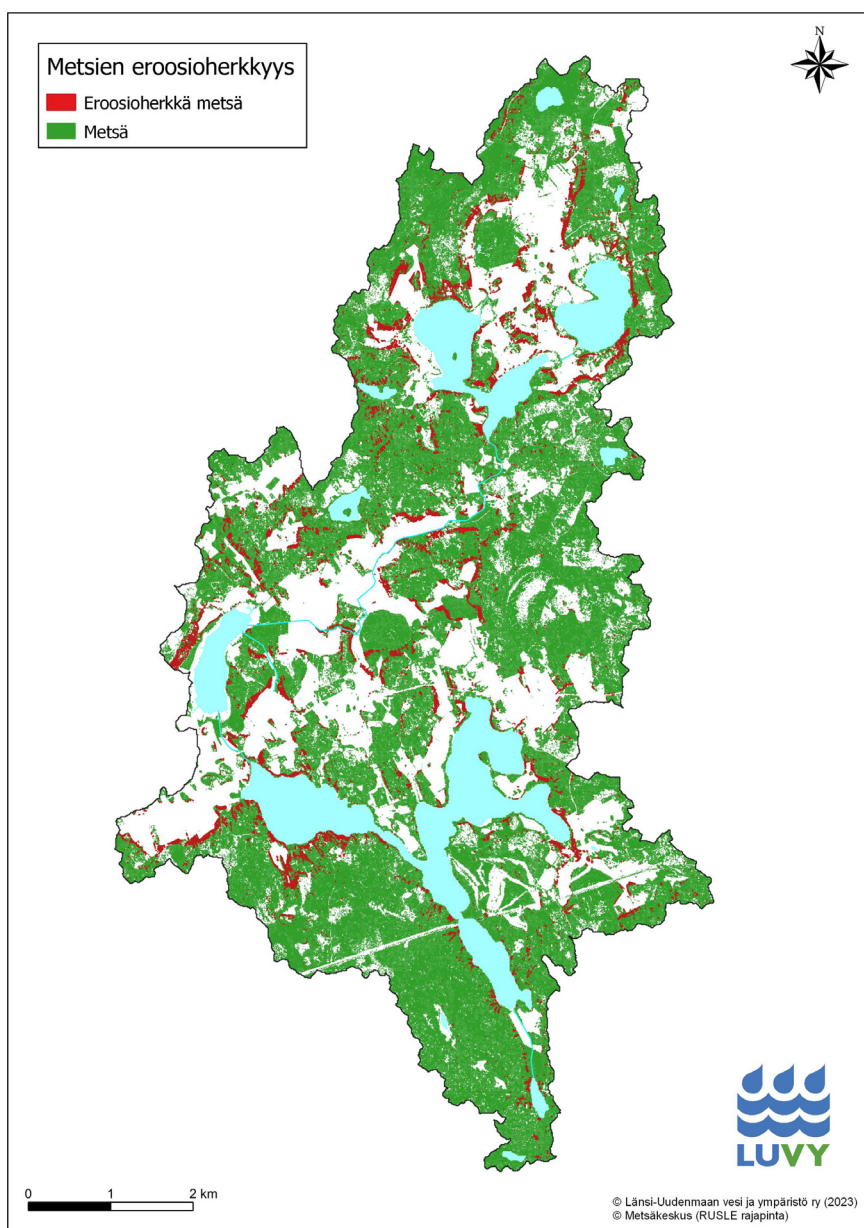 Metsien eroosioherkkyys
Eroosioherkkä metsä
Metsä
N
LUVY
0 1 2 km
© Länsi-Uudenmaan vesi ja ympäristö ry (2023)
© Metsäkeskus (RUSLE rajapinta)